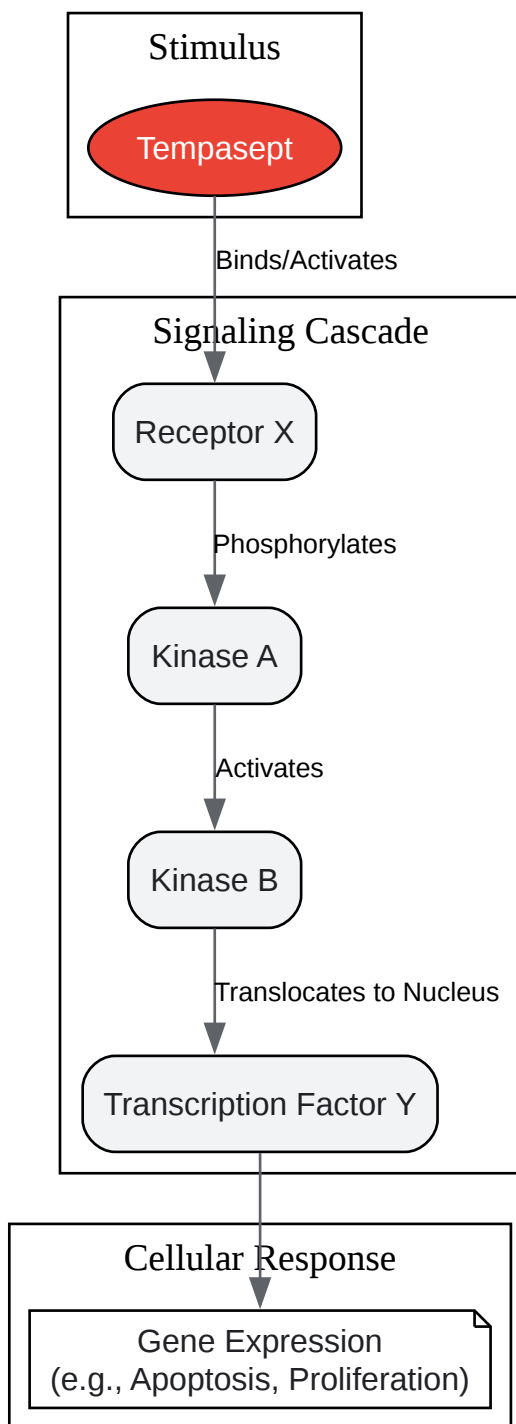 Stimulus
Tempasept
Binds/Activates
Signaling Cascade
Receptor X
Phosphorylates
Kinase A
Activates
Kinase B
Translocates to Nucleus
Transcription Factor Y
Cellular Response
Gene Expression
(e.g., Apoptosis, Proliferation)